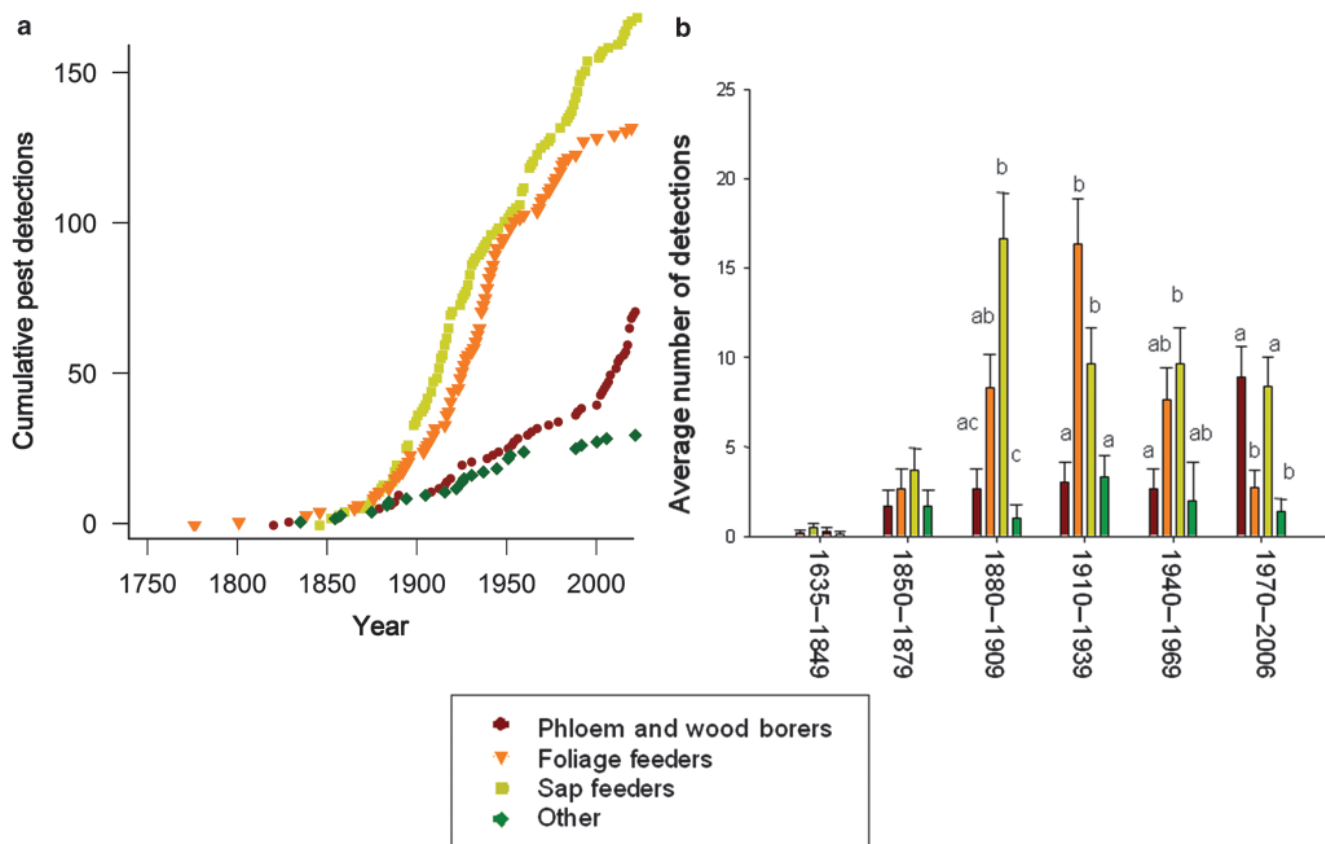 a
Cumulative pest detections
150
100
50
0
1750 1800 1850 1900 1950 2000
Year
b
Average number of detections
25
20
15
10
5
0
ac ab b c
a b b a
a ab b ab
a b a b
1635–1849
1850–1879
1880–1909
1910–1939
1940–1969
1970–2006
Phloem and wood borers
Foliage feeders
Sap feeders
Other